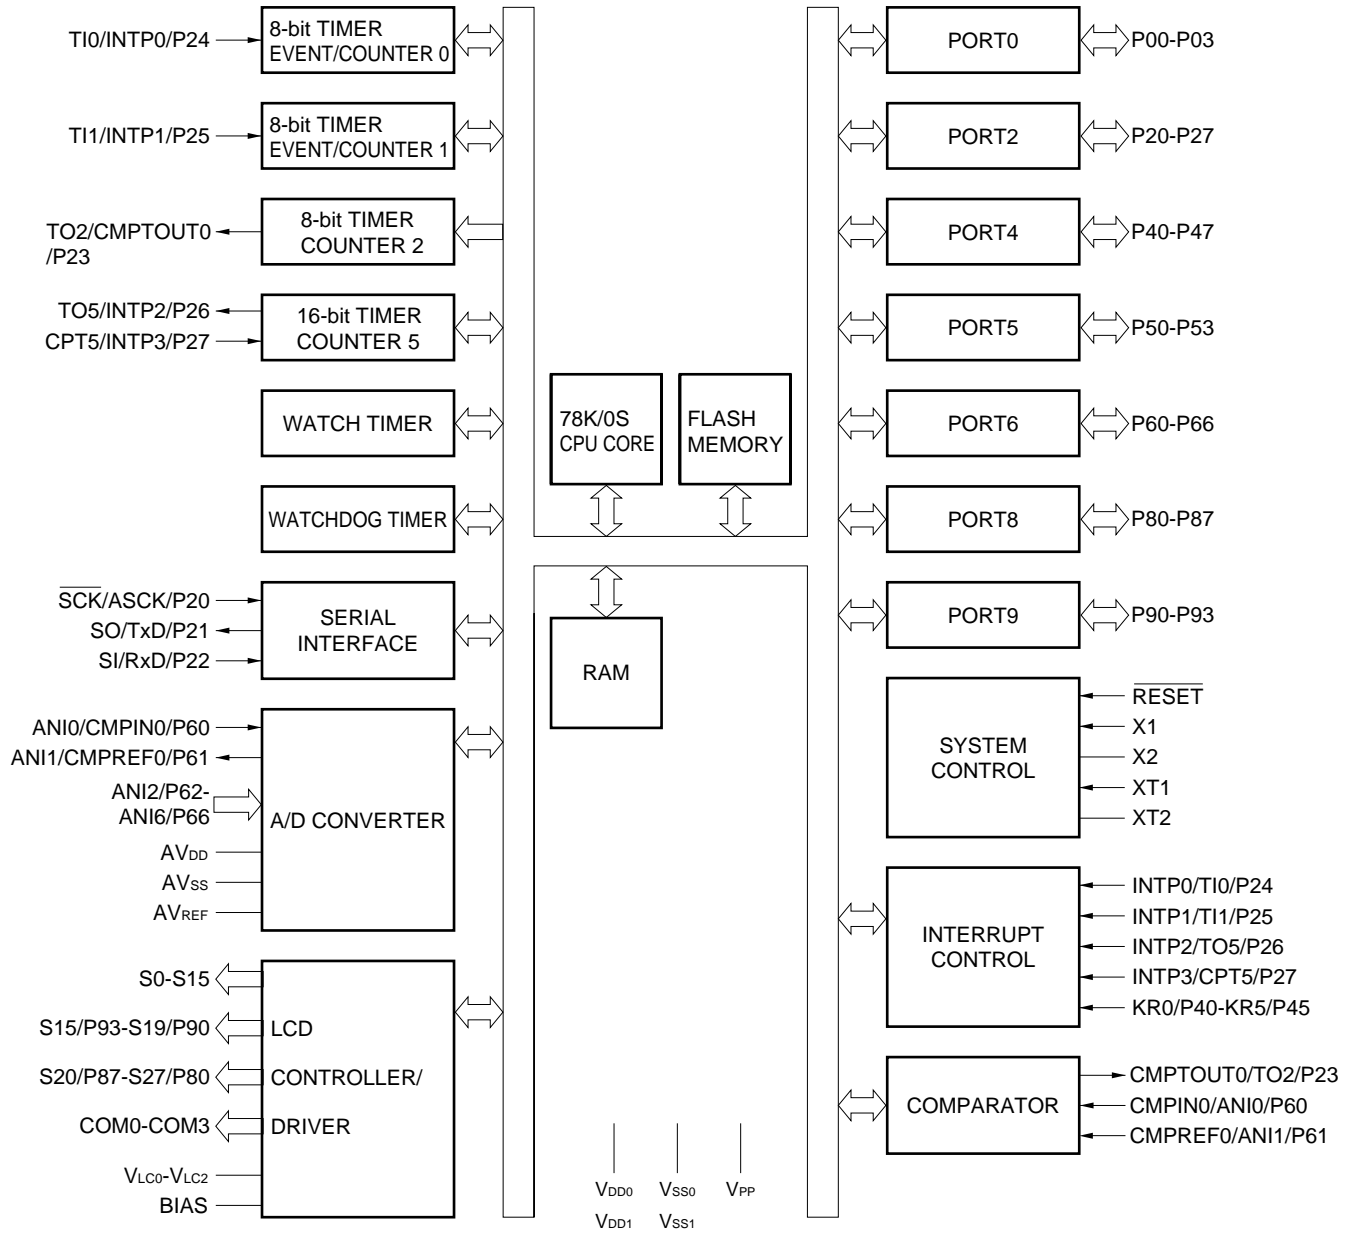 TI0/INTP0/P24
8-bit TIMER
EVENT/COUNTER 0
TI1/INTP1/P25
8-bit TIMER
EVENT/COUNTER 1
TO2/CMPTOUT0
/P23
8-bit TIMER
COUNTER 2
TO5/INTP2/P26
CPT5/INTP3/P27
16-bit TIMER
COUNTER 5
WATCH TIMER
WATCHDOG TIMER
SCK/ASCK/P20
SO/TxD/P21
SI/RxD/P22
SERIAL
INTERFACE
ANI0/CMPIN0/P60
ANI1/CMPREF0/P61
ANI2/P62-
ANI6/P66
AVDD
AVSS
AVREF
A/D CONVERTER
S0-S15
S15/P93-S19/P90
S20/P87-S27/P80
COM0-COM3
VLC0-VLC2
BIAS
LCD
CONTROLLER/
DRIVER
78K/0S
CPU CORE
FLASH
MEMORY
RAM
VDD0
VDD1
VSS0
VSS1
VPP
PORT0
P00-P03
PORT2
P20-P27
PORT4
P40-P47
PORT5
P50-P53
PORT6
P60-P66
PORT8
P80-P87
PORT9
P90-P93
SYSTEM
CONTROL
RESET
X1
X2
XT1
XT2
INTERRUPT
CONTROL
INTP0/TI0/P24
INTP1/TI1/P25
INTP2/TO5/P26
INTP3/CPT5/P27
KR0/P40-KR5/P45
COMPARATOR
CMPTOUT0/TO2/P23
CMPIN0/ANI0/P60
CMPREF0/ANI1/P61